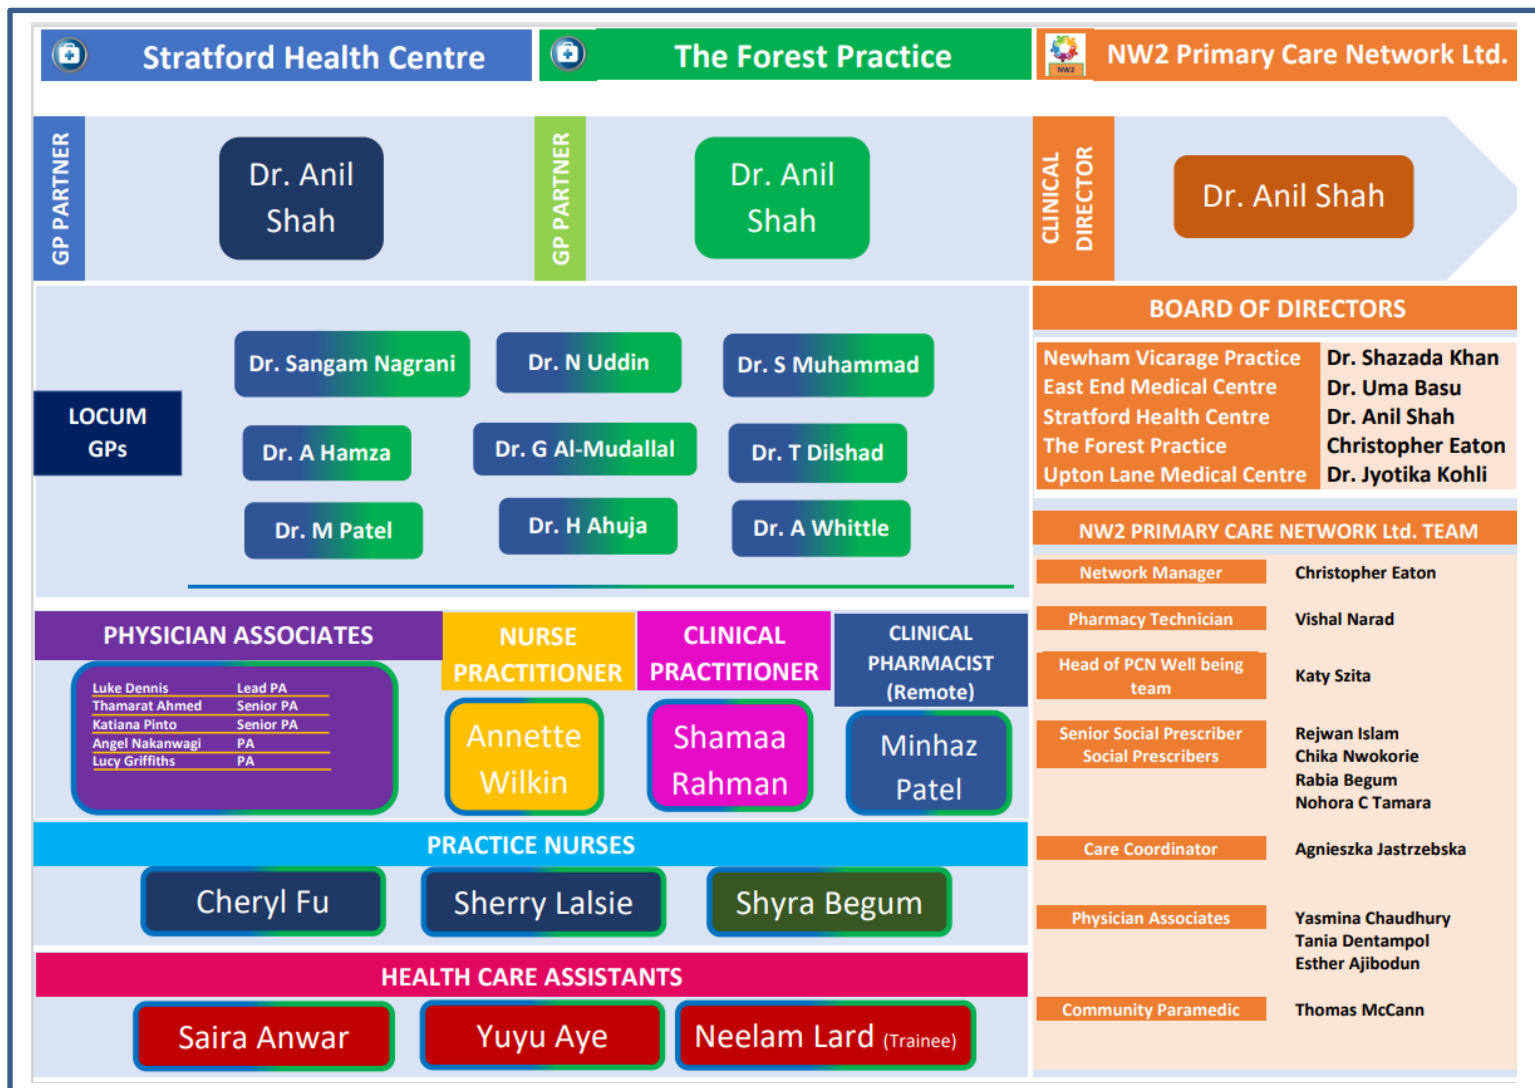 Stratford Health Centre
The Forest Practice
NW2
NW2 Primary Care Network Ltd.
GP PARTNER
Dr. Anil
Shah
GP PARTNER
Dr. Anil
Shah
CLINICAL
DIRECTOR
Dr. Anil Shah
LOCUM
GPs
Dr. Sangam Nagrani
Dr. N Uddin
Dr. S Muhammad
Dr. A Hamza
Dr. G Al-Mudallal
Dr. T Dilshad
Dr. M Patel
Dr. H Ahuja
Dr. A Whittle
BOARD OF DIRECTORS
Newham Vicarage Practice Dr. Shazada Khan
East End Medical Centre Dr. Uma Basu
Stratford Health Centre Dr. Anil Shah
The Forest Practice Christopher Eaton
Upton Lane Medical Centre Dr. Jyotika Kohli
PHYSICIAN ASSOCIATES
Luke Dennis Lead PA
Thamarat Ahmed Senior PA
Katiana Pinto Senior PA
Angel Nakanwagi PA
Lucy Griffiths PA
NURSE
PRACTITIONER
Annette
Wilkin
CLINICAL
PRACTITIONER
Shamaa
Rahman
CLINICAL
PHARMACIST
(Remote)
Minhaz
Patel
PRACTICE NURSES
Cheryl Fu
Sherry Lalsie
Shyra Begum
HEALTH CARE ASSISTANTS
Saira Anwar
Yuyu Aye
Neelam Lard (Trainee)
NW2 PRIMARY CARE NETWORK Ltd. TEAM
Network Manager Christopher Eaton
Pharmacy Technician Vishal Narad
Head of PCN Well being
team
Katy Szita
Senior Social Prescriber Rejwan Islam
Social Prescribers Chika Nwokorie
Rabia Begum
Nohora C Tamara
Care Coordinator Agnieszka Jastrzebska
Physician Associates Yasmina Chaudhury
Tania Dentampol
Esther Ajibodun
Community Paramedic Thomas McCann